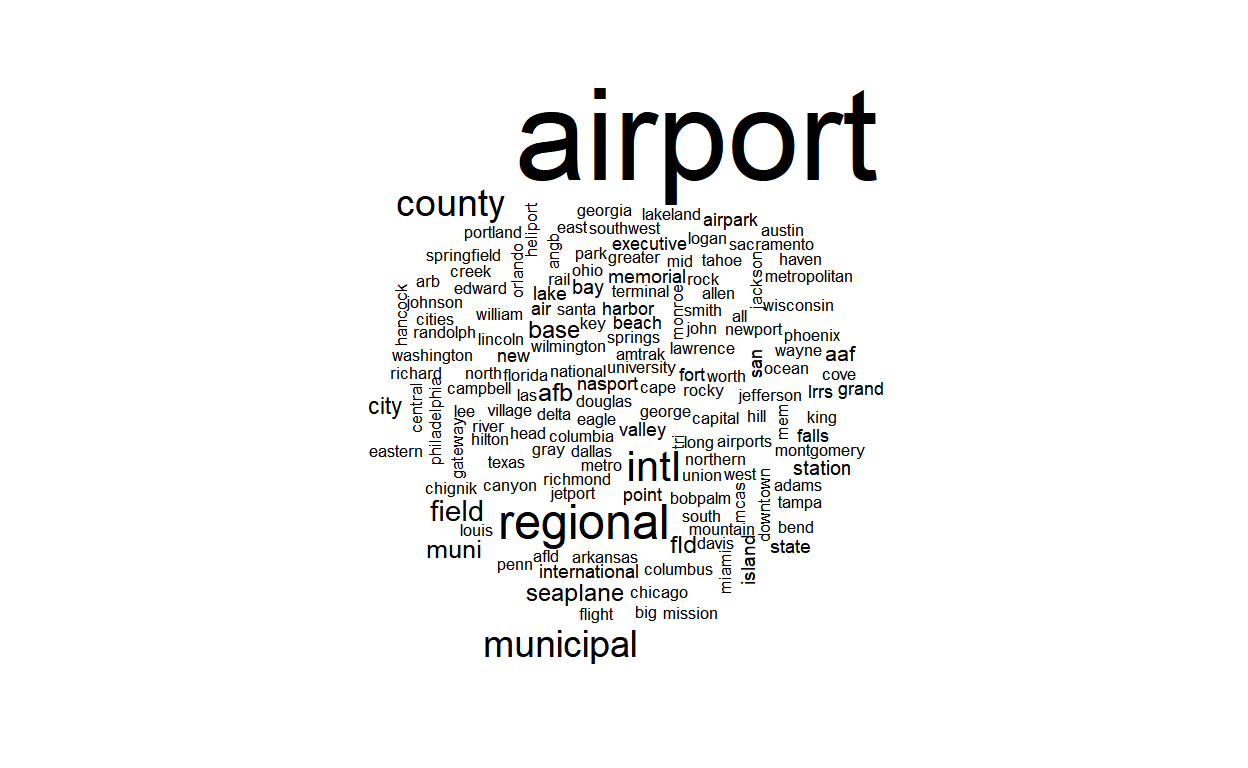 airport
county
georgia lakeland airpark
portland heliport east southwest logan austin
angb executive sacramento
springfield orlando park greater mid tahoe haven
creek ohio memorial rock jackson metropolitan
arb edward rail bay terminal monroe allen
hancock johnson lake air santa harbor smith wisconsin
cities william key beach all
randolph lincoln base springs john newport phoenix
washington new wilmington amtrak lawrence san wayne aaf
richard north florida national university fort worth ocean cove
central philadelphia campbell las afb nasport cape rocky jefferson lrrs grand
city lee village delta douglas george capital hill mem king
gateway river eagle
hilton head columbia valley tri long airports falls
eastern gray dallas montgomery
texas metro intl northern station
chignik canyon richmond union west downtown adams
jetport point bob palm mcas tampa
field regional south
louis mountain bend
muni fld davis state
penn afld arkansas miami island
international columbus
seaplane chicago
flight big mission
municipal